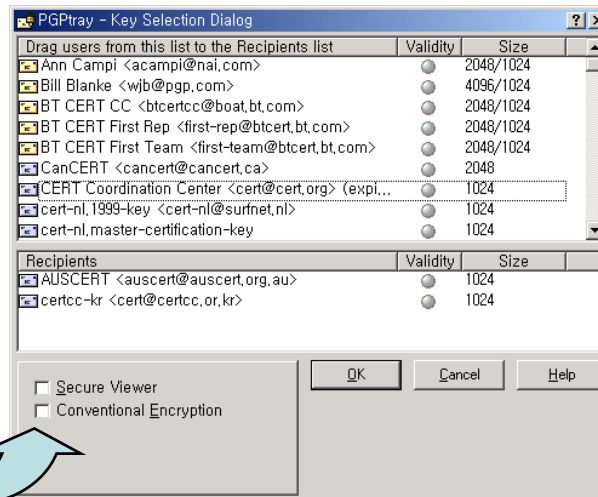 PGPtray - Key Selection Dialog
Drag users from this list to the Recipients list Validity Size
Ann Campi <acampi@nai,com> 2048/1024
Bill Blanke <wjb@pgp,com> 4096/1024
BT CERT CC <btcertcc@boat,bt,com> 2048/1024
BT CERT First Rep <first-rep@btcert,bt,com> 2048/1024
BT CERT First Team <first-team@btcert,bt,com> 2048/1024
CanCERT <cancert@cancert,ca> 2048
CERT Coordination Center <cert@cert,org> (expi... 1024
cert-nl,1999-key <cert-nl@surfnet,nl> 1024
cert-nl,master-certification-key 1024
Recipients Validity Size
AUSCERT <auscert@auscert,org,au> 1024
certcc-kr <cert@certcc,or,kr> 1024
OK Cancel Help
Secure Viewer
Conventional Encryption